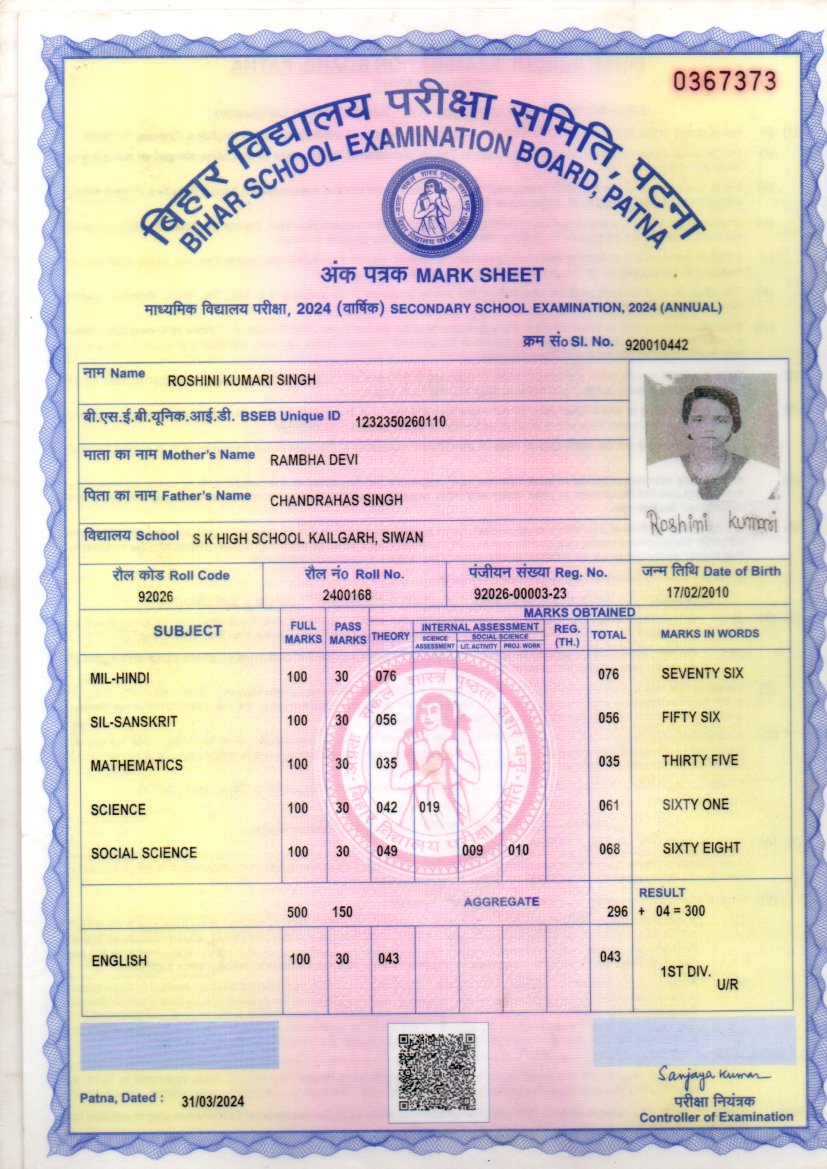 0367373
बिहार विद्यालय परीक्षा समिति, पटना
BIHAR SCHOOL EXAMINATION BOARD, PATNA
अंक पत्रक MARK SHEET
माध्यमिक विद्यालय परीक्षा, 2024 (वार्षिक) SECONDARY SCHOOL EXAMINATION, 2024 (ANNUAL)
क्रम सं० Sl. No. 920010442
नाम Name ROSHINI KUMARI SINGH
बी.एस.ई.बी.यूनिक.आई.डी. BSEB Unique ID 1232350260110
माता का नाम Mother's Name RAMBHA DEVI
पिता का नाम Father's Name CHANDRAHAS SINGH
Roshini Kumari
विद्यालय School S K HIGH SCHOOL KAILGARH, SIWAN
रौल कोड Roll Code रौल नं० Roll No. पंजीयन संख्या Reg. No. जन्म तिथि Date of Birth
92026 2400168 92026-00003-23 17/02/2010
MARKS OBTAINED
SUBJECT FULL MARKS PASS MARKS THEORY INTERNAL ASSESSMENT REG. (TH.) TOTAL MARKS IN WORDS
SCIENCE ASSESSMENT SOCIAL SCIENCE
LIT. ACTIVITY PROJ. WORK
MIL-HINDI 100 30 076 076 SEVENTY SIX
SIL-SANSKRIT 100 30 056 056 FIFTY SIX
MATHEMATICS 100 30 035 035 THIRTY FIVE
SCIENCE 100 30 042 019 061 SIXTY ONE
SOCIAL SCIENCE 100 30 049 009 010 068 SIXTY EIGHT
500 150 AGGREGATE 296 RESULT
+ 04 = 300
ENGLISH 100 30 043 043
1ST DIV.
U/R
Sanjaya Kumar
Patna, Dated : 31/03/2024
परीक्षा नियंत्रक
Controller of Examination